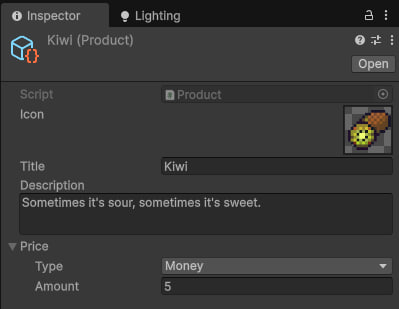 Inspector
Lighting
Kiwi (Product)
Open
Script
Product
Icon
Title
Kiwi
Description
Sometimes it's sour, sometimes it's sweet.
Price
Type
Money
Amount
5